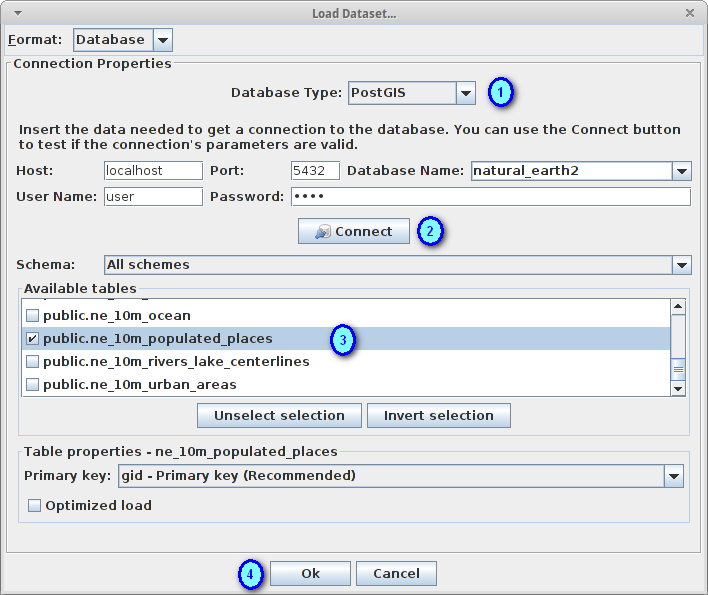 Load Dataset...
Format: Database
Connection Properties
Database Type: PostGIS 1
Insert the data needed to get a connection to the database. You can use the Connect button
to test if the connection's parameters are valid.
Host: localhost Port: 5432 Database Name: natural_earth2
User Name: user Password: ••••
Connect 2
Schema: All schemes
Available tables
public.ne_10m_ocean
public.ne_10m_populated_places 3
public.ne_10m_rivers_lake_centerlines
public.ne_10m_urban_areas
Unselect selection Invert selection
Table properties - ne_10m_populated_places
Primary key: gid - Primary key (Recommended)
Optimized load
4 Ok Cancel